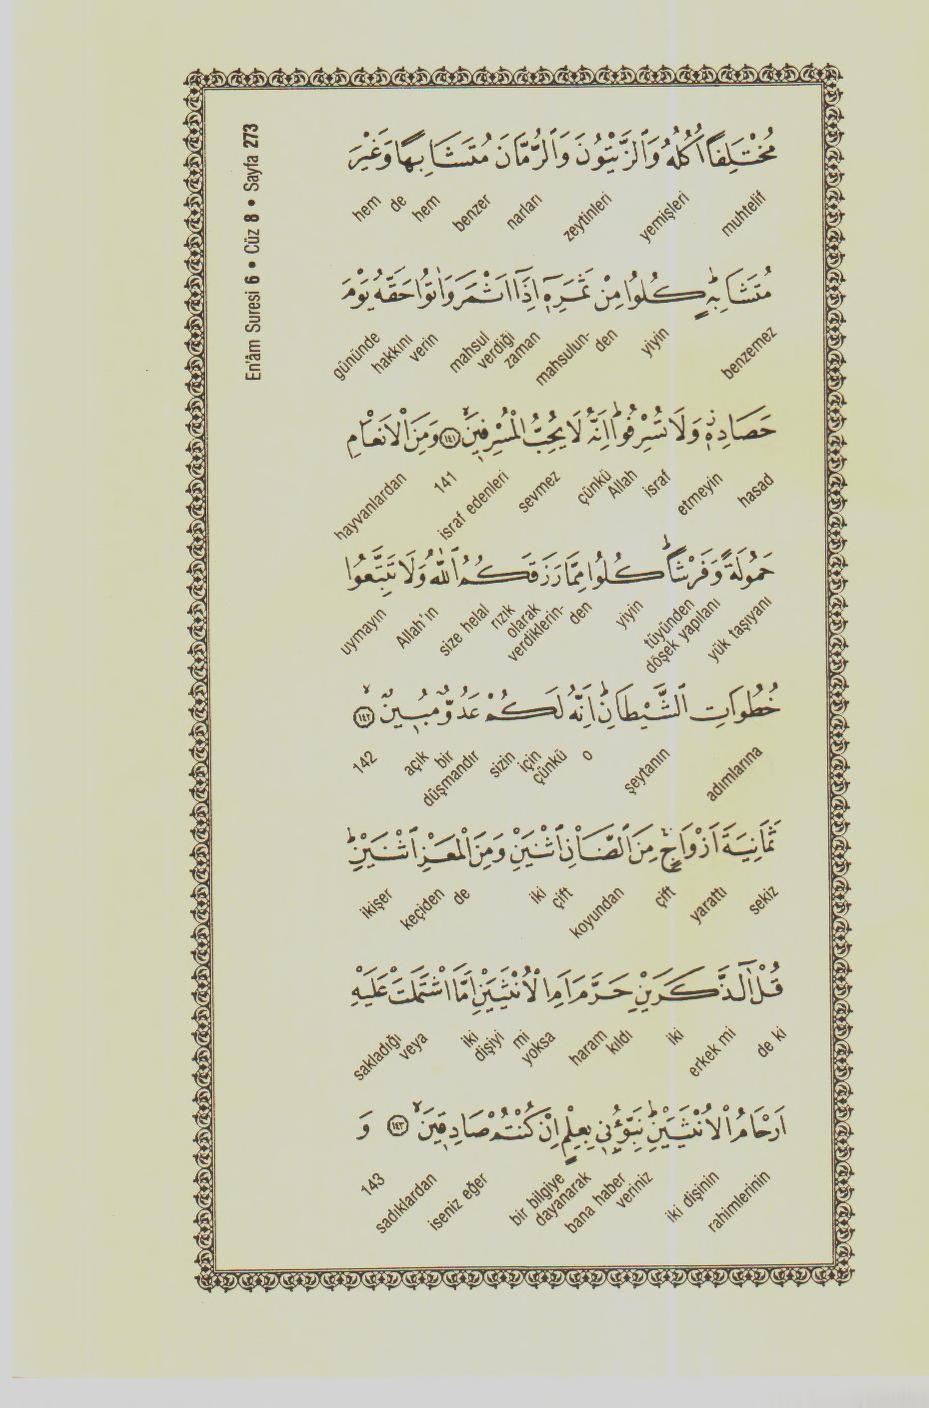 En'âm Suresi 6 • Cüz 8 • Sayfa 273
مُخْتَلِفًا اُكُلُهُ وَالزَّيْتُونَ وَالرُّمَّانَ مُتَشَابِهًا وَغَيْرَ
muhtelif yemişleri zeytinleri narları benzer hem de hem
مُتَشَابِهٍۜ كُلُوا مِنْ ثَمَرِه۪ٓ اِذَٓا اَثْمَرَ وَاٰتُوا حَقَّهُ يَوْمَ
benzemez yiyin mahsulun- den mahsul verdiği zaman verin hakkını gününde
حَصَادِه۪ۘ وَلَا تُسْرِفُواۜ اِنَّهُ لَا يُحِبُّ الْمُسْرِف۪ينَۙ ﴿١٤١﴾ وَمِنَ الْاَنْعَامِ
hasad etmeyin israf Allah çünkü sevmez israf edenleri 141 hayvanlardan
حَمُولَةً وَفَرْشًاۜ كُلُوا مِمَّا رَزَقَكُمُ اللّٰهُ وَلَا تَتَّبِعُوا
yük taşıyanı tüyünden döşek yapılanı yiyin verdiklerin- den rızık olarak size helal Allah'ın uymayın
خُطُوَاتِ الشَّيْطَانِۜ اِنَّهُ لَكُمْ عَدُوٌّ مُب۪ينٌۙ ﴿١٤٢﴾
adımlarına şeytanın o çünkü için sizin bir düşmandır açık 142
ثَمَانِيَةَ اَزْوَاجٍۚ مِنَ الضَّأْنِ اثْنَيْنِ وَمِنَ الْمَعْزِ اثْنَيْنِۜ
sekiz yarattı çift koyundan iki çift de keçiden ikişer
قُلْ آٰلذَّكَرَيْنِ حَرَّمَ اَمِ الْاُنْثَيَيْنِ اَمَّا اشْتَمَلَتْ عَلَيْهِ
de ki erkek mi iki haram kıldı yoksa mi iki dişiyi veya sakladığı
اَرْحَامُ الْاُنْثَيَيْنِۜ نَبِّؤُ۫ن۪ي بِعِلْمٍ اِنْ كُنْتُمْ صَادِق۪ينَۙ ﴿١٤٣﴾ وَ
rahimlerinin iki dişinin bana haber veriniz bir bilgiye dayanarak iseniz eğer sadıklardan 143